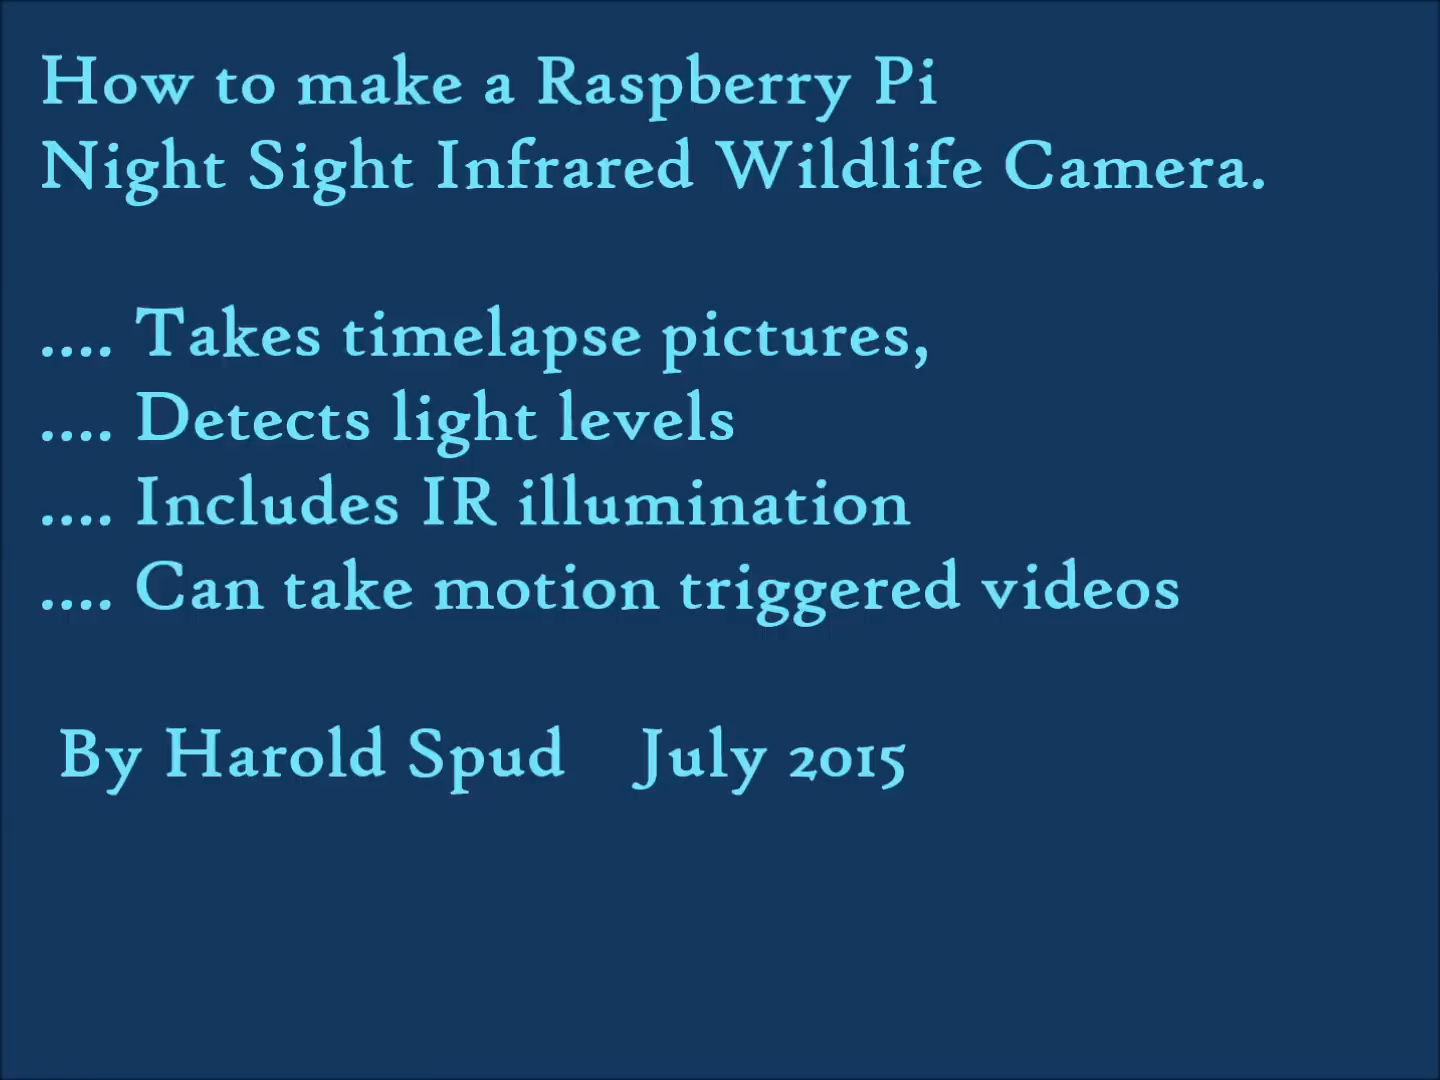 How to make a Raspberry Pi
Night Sight Infrared Wildlife Camera.
.... Takes timelapse pictures,
.... Detects light levels
.... Includes IR illumination
.... Can take motion triggered videos
By Harold Spud    July 2015